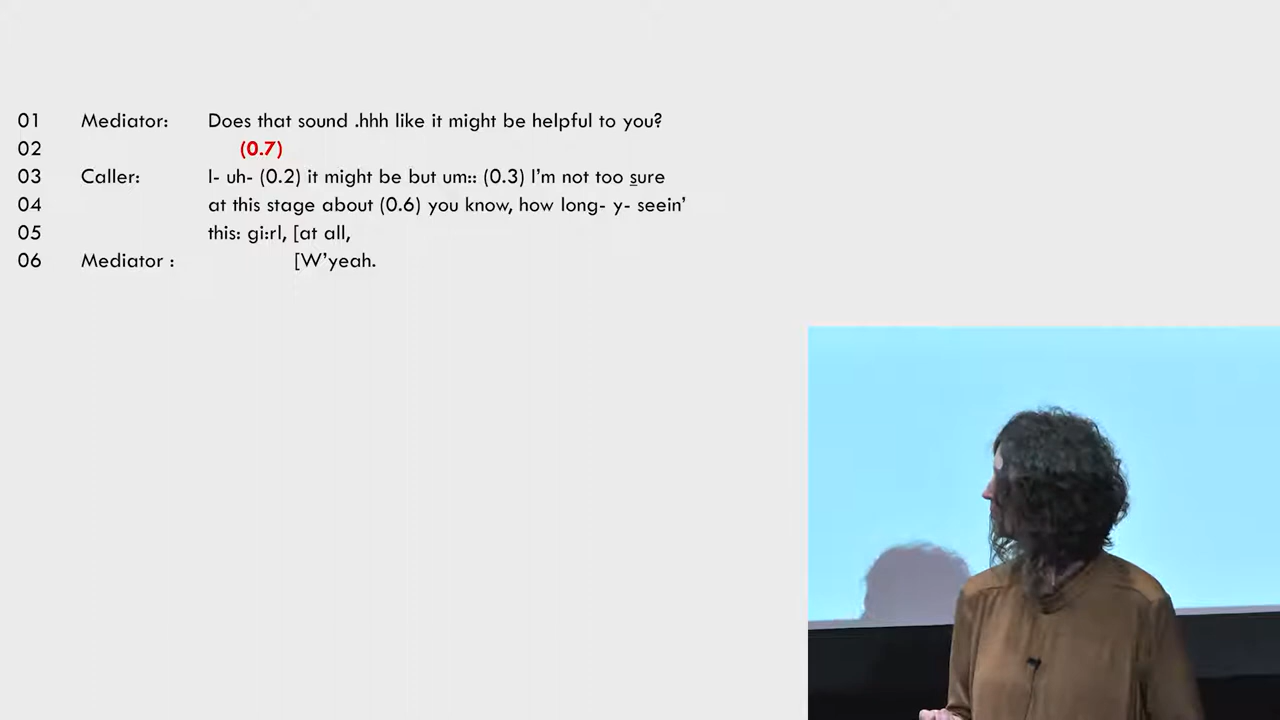 01 Mediator: Does that sound .hhh like it might be helpful to you?
02 (0.7)
03 Caller: I- uh- (0.2) it might be but um:: (0.3) I'm not too sure
04 at this stage about (0.6) you know, how long- y- seein'
05 this: gi:rl, [at all,
06 Mediator : [W'yeah.